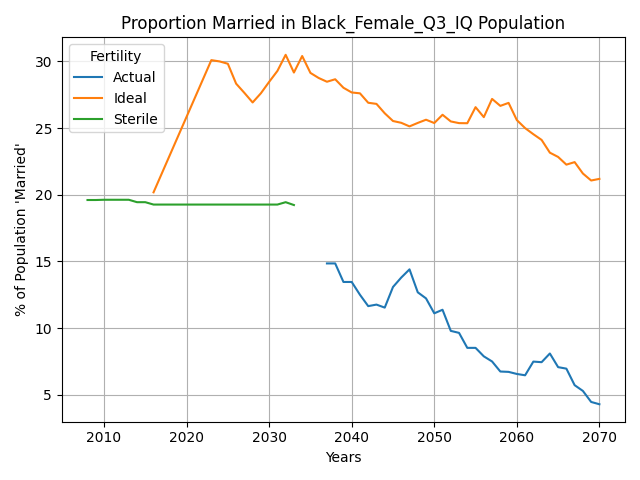 Proportion Married in Black_Female_Q3_IQ Population
Fertility
Actual
Ideal
Sterile
% of Population 'Married'
30
25
20
15
10
5
2010 2020 2030 2040 2050 2060 2070
Years